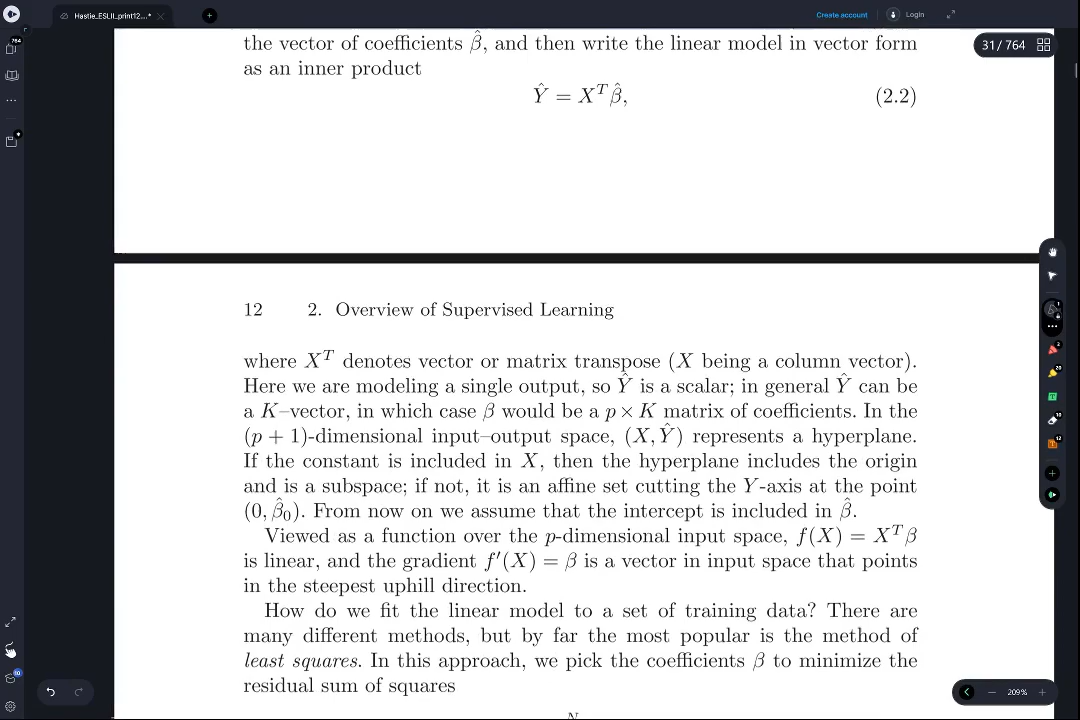 Hastie_ESLII_print12....*
Create account
Login
764
31/764
the vector of coefficients β̂, and then write the linear model in vector form
as an inner product
Ŷ = X^T β̂, (2.2)
12 2. Overview of Supervised Learning
where X^T denotes vector or matrix transpose (X being a column vector).
Here we are modeling a single output, so Ŷ is a scalar; in general Ŷ can be
a K–vector, in which case β would be a p × K matrix of coefficients. In the
(p + 1)-dimensional input–output space, (X, Ŷ) represents a hyperplane.
If the constant is included in X, then the hyperplane includes the origin
and is a subspace; if not, it is an affine set cutting the Y-axis at the point
(0, β̂₀). From now on we assume that the intercept is included in β̂.
Viewed as a function over the p-dimensional input space, f(X) = X^T β
is linear, and the gradient f′(X) = β is a vector in input space that points
in the steepest uphill direction.
How do we fit the linear model to a set of training data? There are
many different methods, but by far the most popular is the method of
least squares. In this approach, we pick the coefficients β to minimize the
residual sum of squares
N
209%